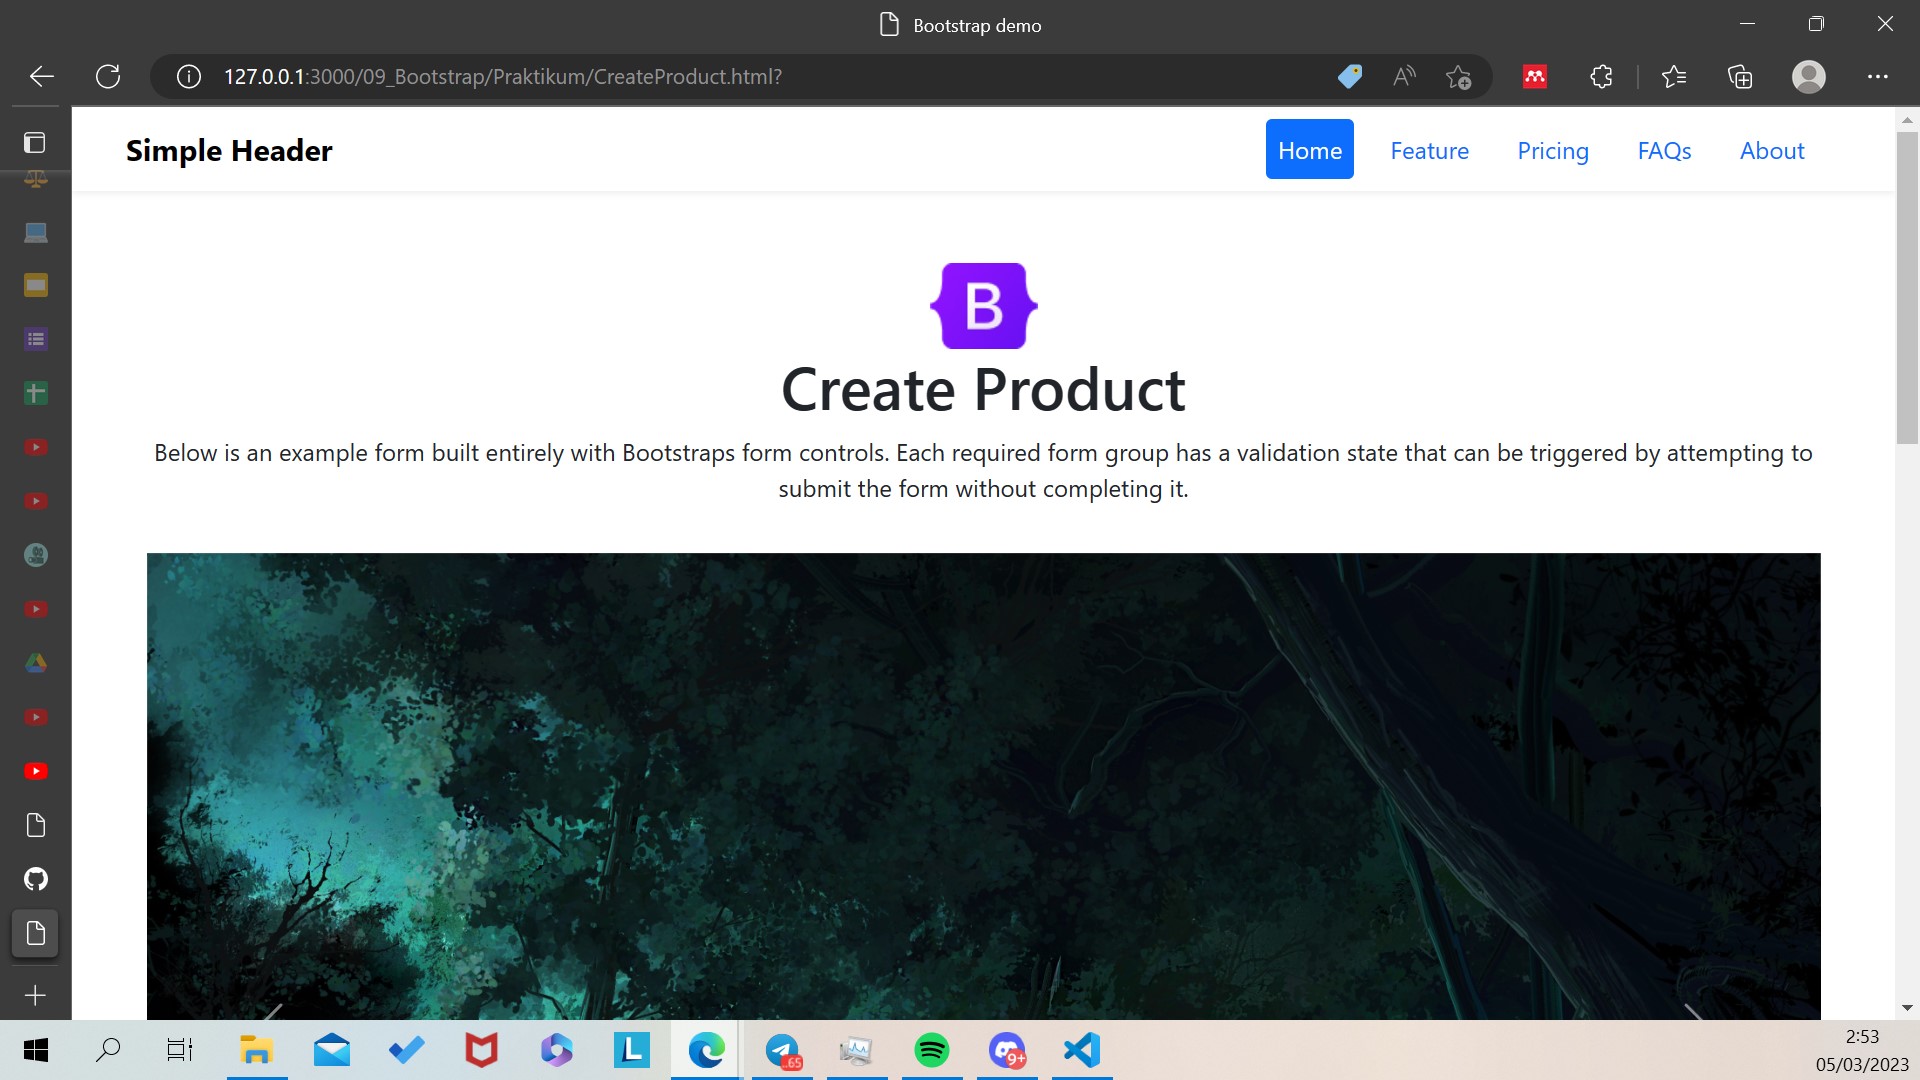 Bootstrap demo
127.0.0.1:3000/09_Bootstrap/Praktikum/CreateProduct.html?
Simple Header
Home
Feature
Pricing
FAQs
About
B
Create Product
Below is an example form built entirely with Bootstraps form controls. Each required form group has a validation state that can be triggered by attempting to
submit the form without completing it.
L
..65
9+
2:53
05/03/2023